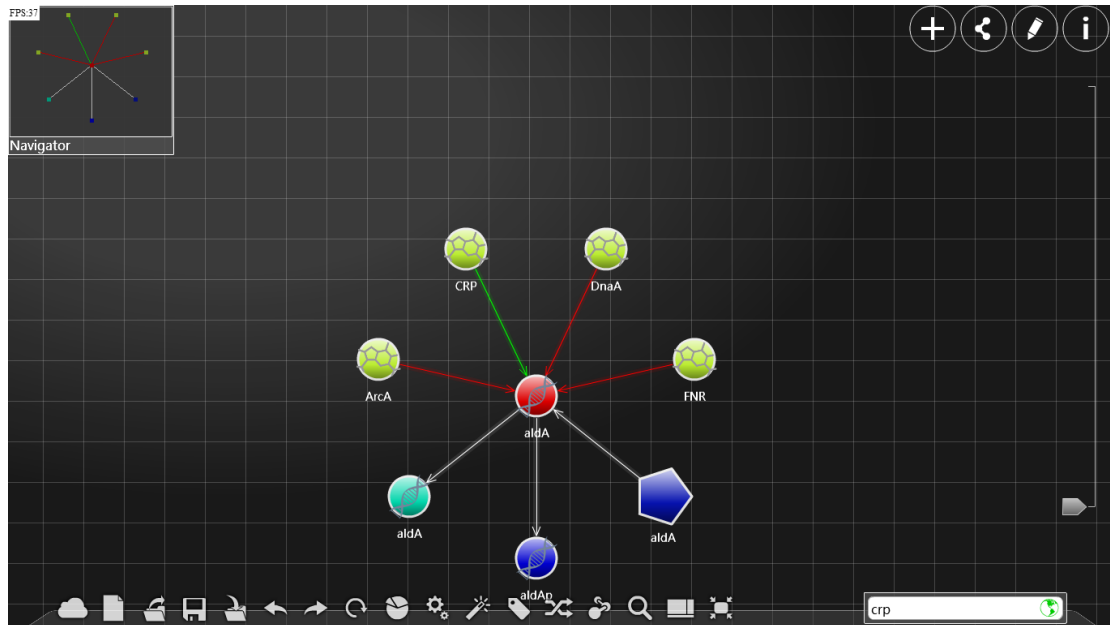 FPS:37
Navigator
CRP
DnaA
ArcA
FNR
aldA
aldA
aldA
aldAp
crp